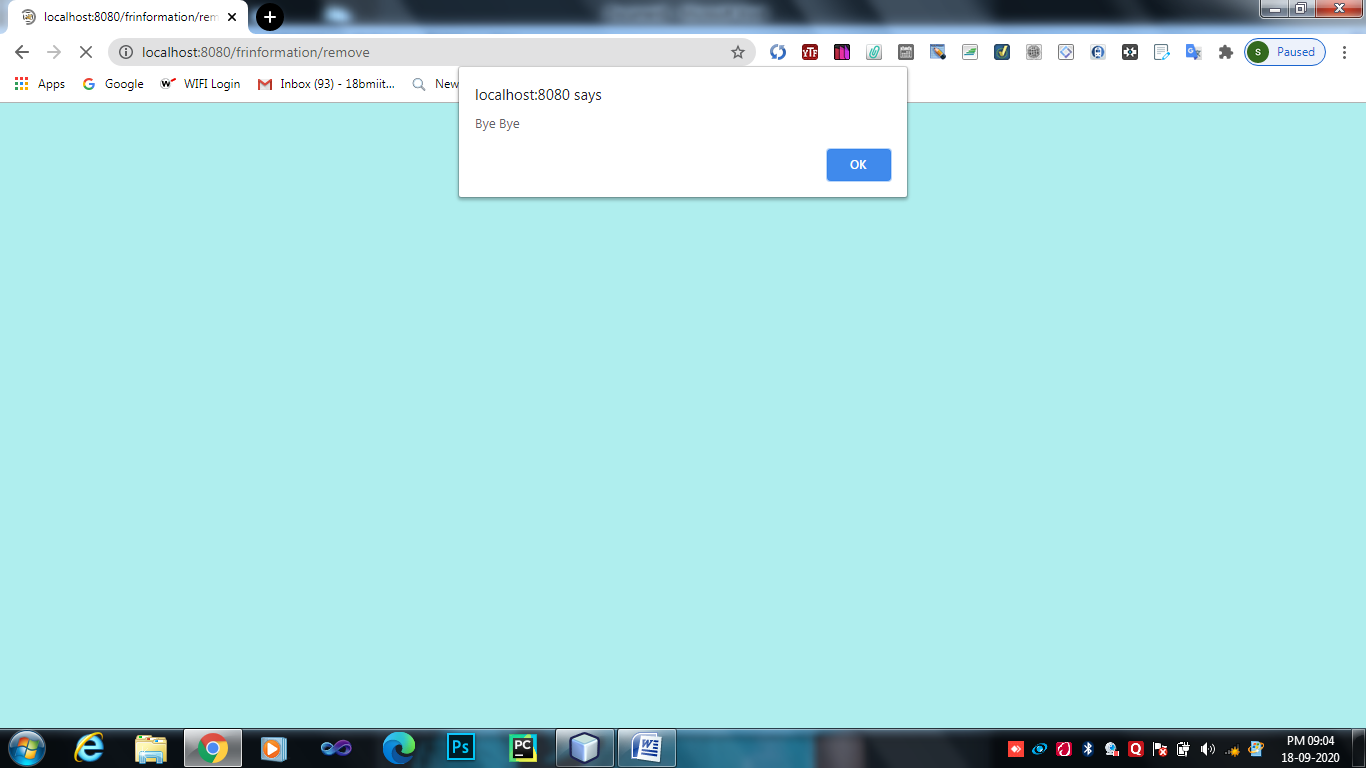 localhost:8080/frinformation/rem
localhost:8080/frinformation/remove
Paused
Apps
Google
WIFI Login
Inbox (93) - 18bmiit...
New
localhost:8080 says
Bye Bye
OK
PM 09:04
18-09-2020